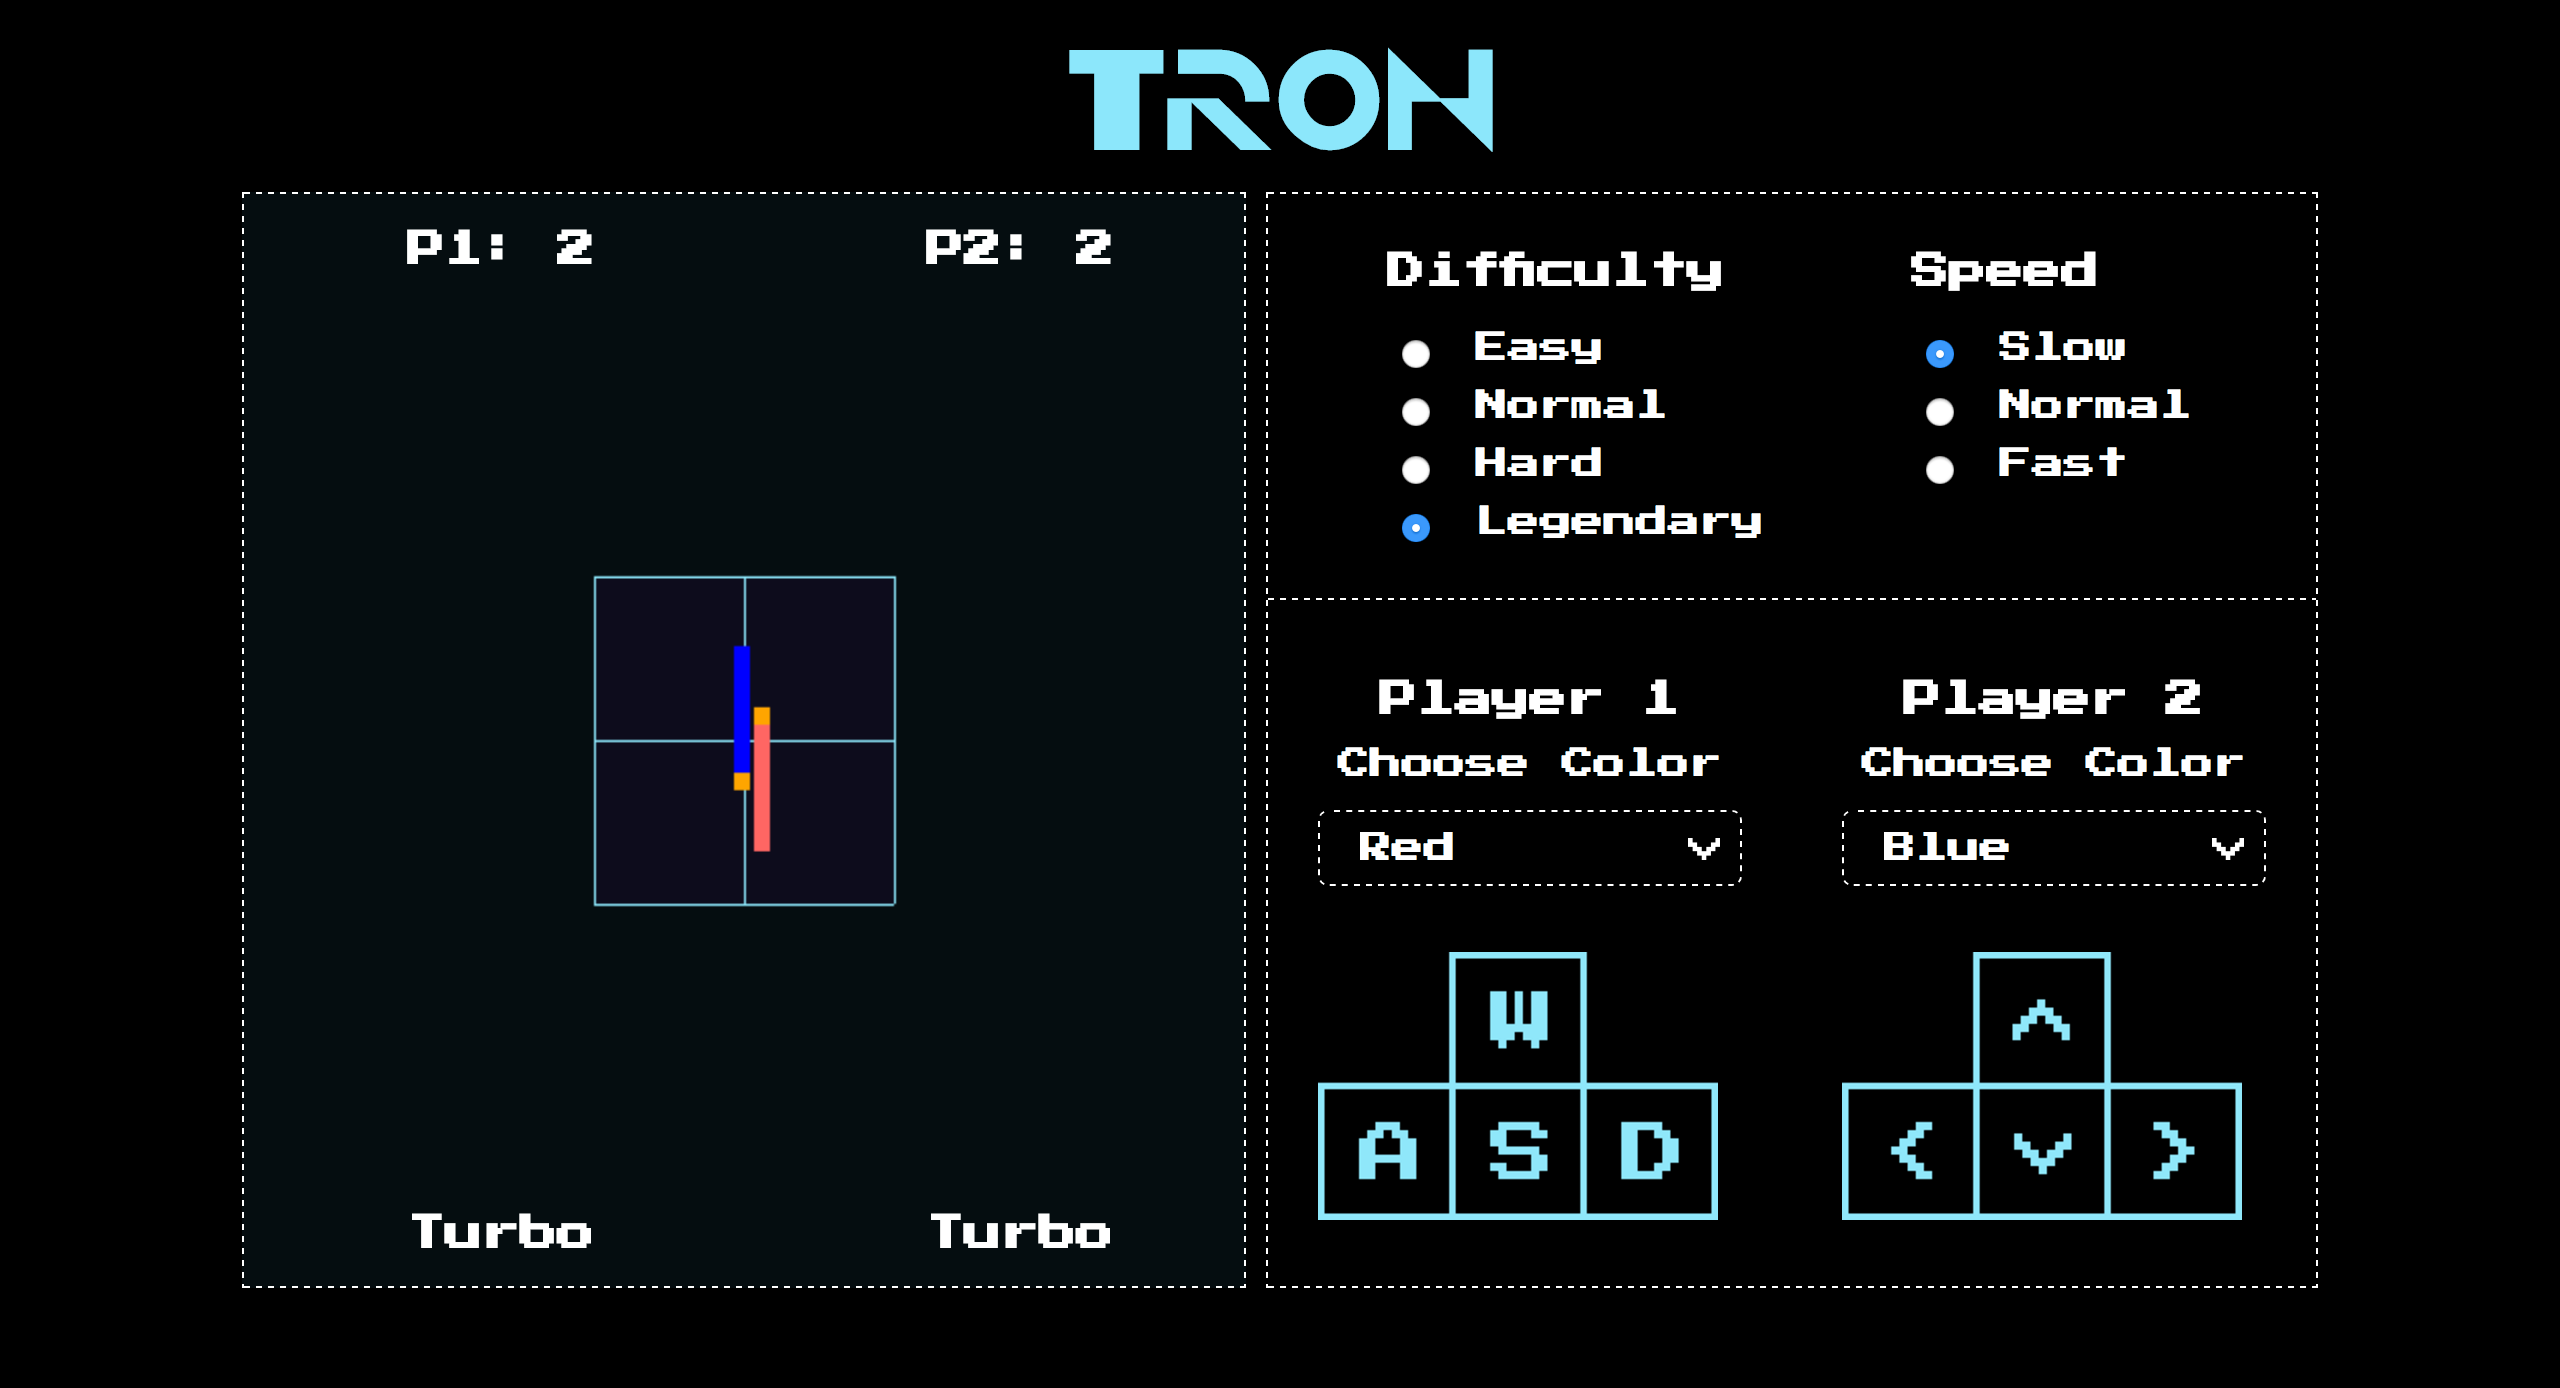 TRON
P1: 2
P2: 2
Turbo
Turbo
Difficulty
Easy
Normal
Hard
Legendary
Speed
Slow
Normal
Fast
Player 1
Choose Color
Red
W
A S D
Player 2
Choose Color
Blue
^
< v >